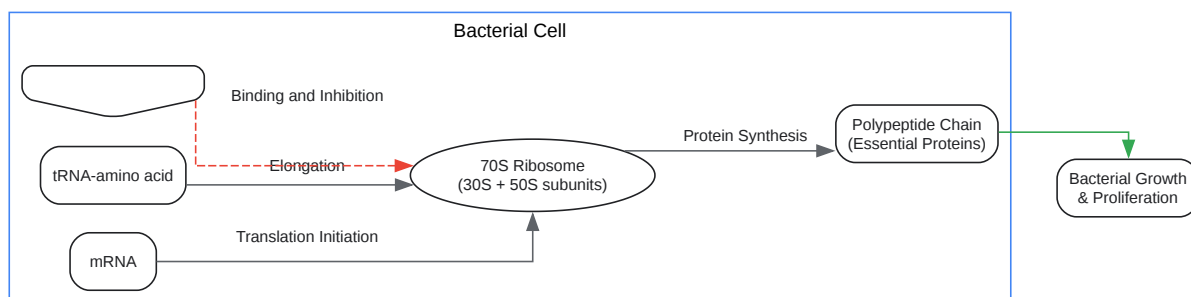 Bacterial Cell
Binding and Inhibition
Elongation
tRNA-amino acid
70S Ribosome
(30S + 50S subunits)
Protein Synthesis
Polypeptide Chain
(Essential Proteins)
Bacterial Growth
& Proliferation
Translation Initiation
mRNA